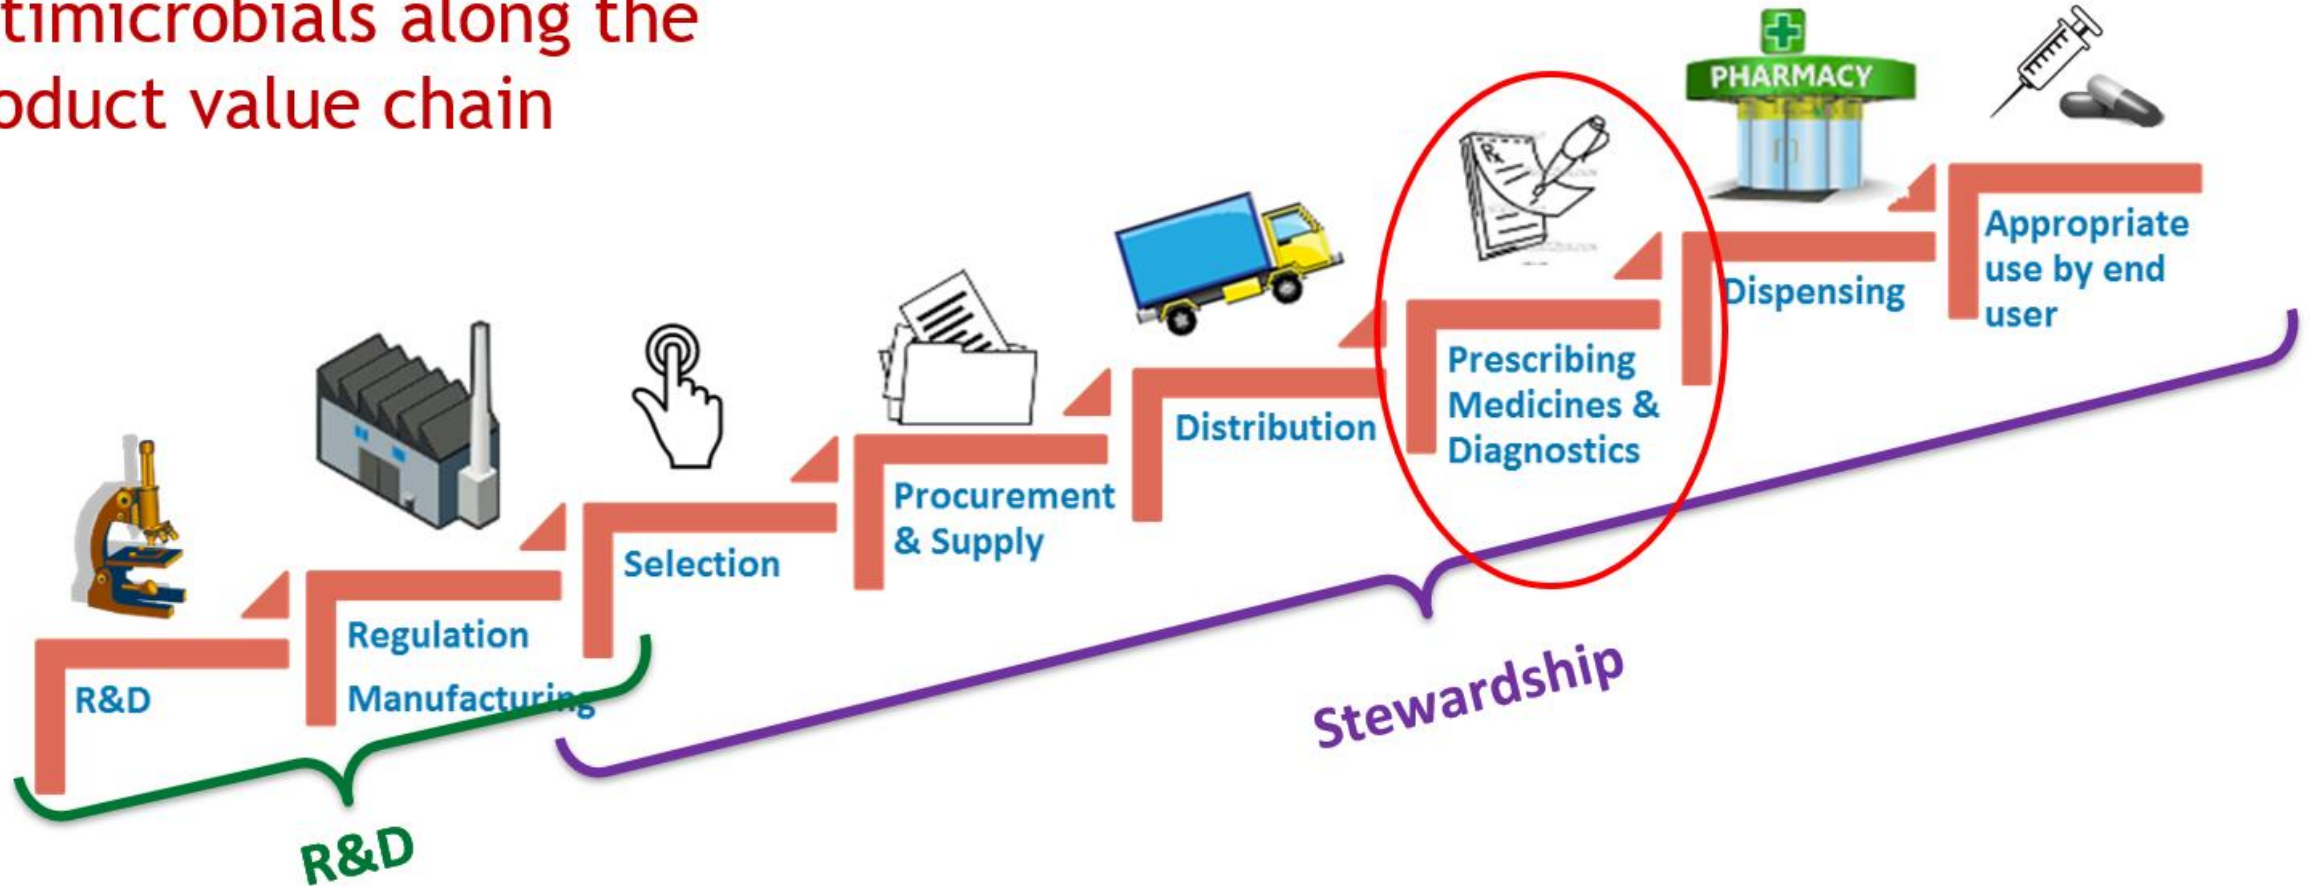 timicrobials along the
oduct value chain
PHARMACY
Rx
R&D
Regulation
Manufacturing
Selection
Procurement
& Supply
Distribution
Prescribing
Medicines &
Diagnostics
Dispensing
Appropriate
use by end
user
R&D
Stewardship